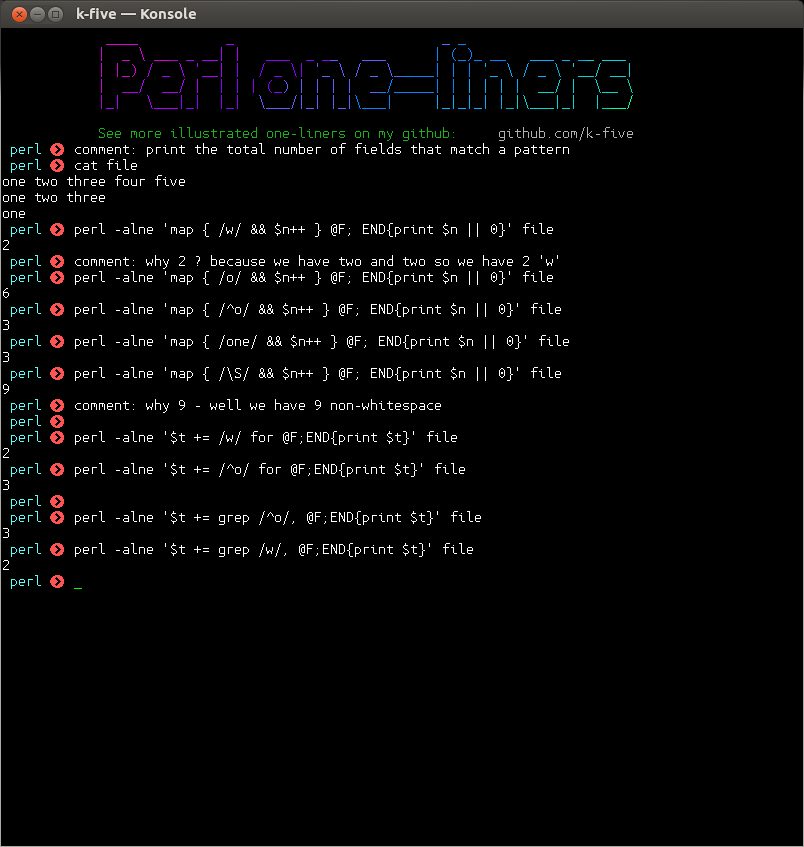 k-five — Konsole
Perl one-liners
See more illustrated one-liners on my github: github.com/k-five
perl comment: print the total number of fields that match a pattern
perl cat file
one two three four five
one two three
one
perl perl -alne 'map { /w/ && $n++ } @F; END{print $n || 0}' file
2
perl comment: why 2 ? because we have two and two so we have 2 'w'
perl perl -alne 'map { /o/ && $n++ } @F; END{print $n || 0}' file
6
perl perl -alne 'map { /^o/ && $n++ } @F; END{print $n || 0}' file
3
perl perl -alne 'map { /one/ && $n++ } @F; END{print $n || 0}' file
3
perl perl -alne 'map { /\S/ && $n++ } @F; END{print $n || 0}' file
9
perl comment: why 9 - well we have 9 non-whitespace
perl
perl perl -alne '$t += /w/ for @F;END{print $t}' file
2
perl perl -alne '$t += /^o/ for @F;END{print $t}' file
3
perl
perl perl -alne '$t += grep /^o/, @F;END{print $t}' file
3
perl perl -alne '$t += grep /w/, @F;END{print $t}' file
2
perl _